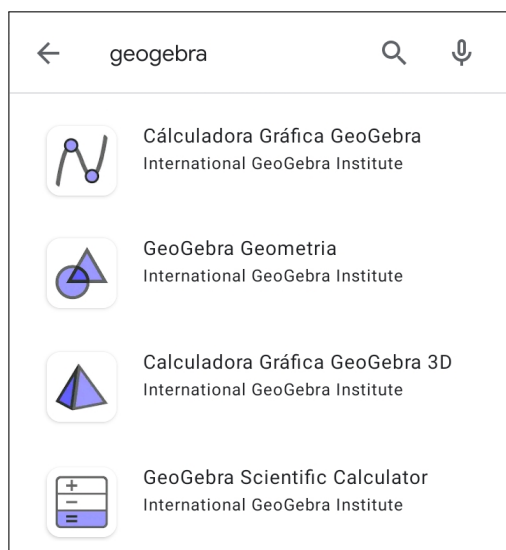 geogebra
Cálculadora Gráfica GeoGebra
International GeoGebra Institute
GeoGebra Geometria
International GeoGebra Institute
Calculadora Gráfica GeoGebra 3D
International GeoGebra Institute
GeoGebra Scientific Calculator
International GeoGebra Institute